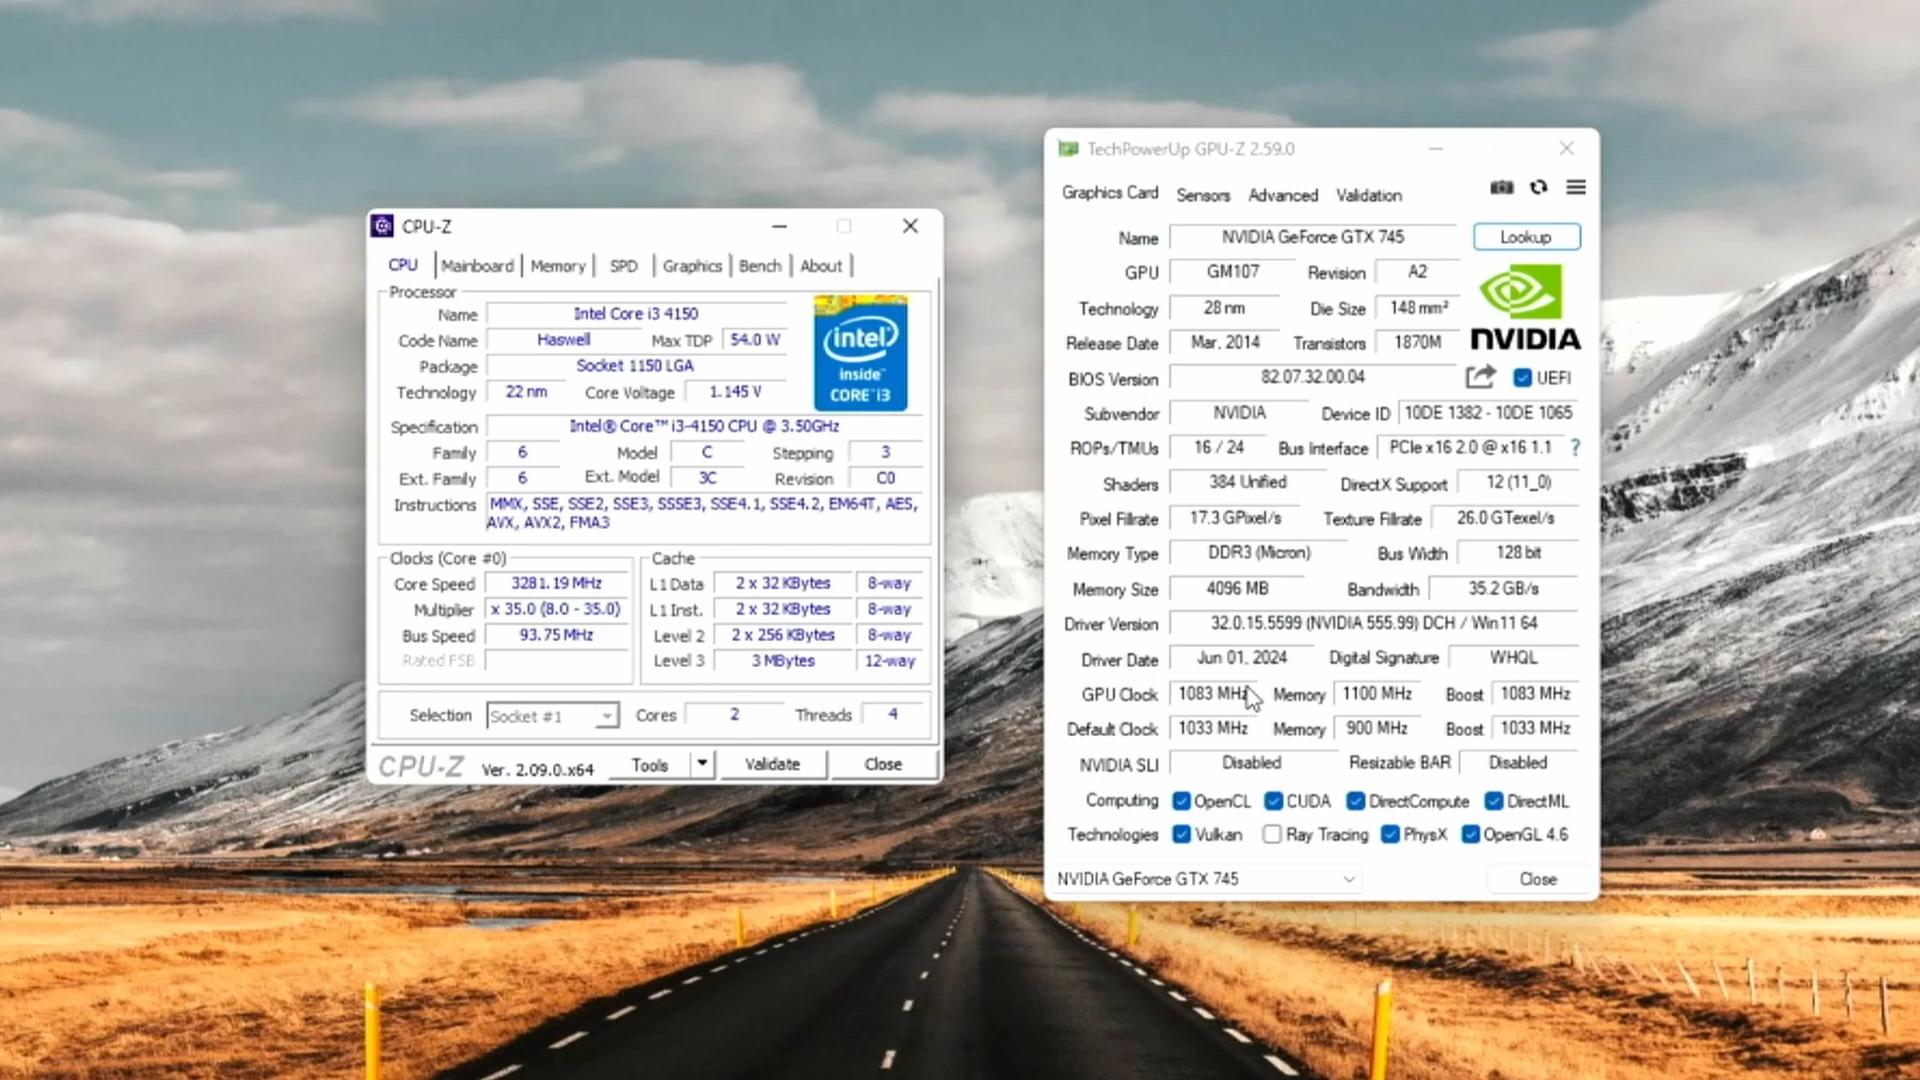 CPU-Z
CPU Mainboard Memory SPD Graphics Bench About
Processor
Name Intel Core i3 4150
Code Name Haswell Max TDP 54.0 W
Package Socket 1150 LGA
Technology 22 nm Core Voltage 1.145 V
intel inside™ CORE™ i3
Specification Intel® Core™ i3-4150 CPU @ 3.50GHz
Family 6 Model C Stepping 3
Ext. Family 6 Ext. Model 3C Revision C0
Instructions MMX, SSE, SSE2, SSE3, SSSE3, SSE4.1, SSE4.2, EM64T, AES,
AVX, AVX2, FMA3
Clocks (Core #0)
Core Speed 3281.19 MHz
Multiplier x 35.0 (8.0 - 35.0)
Bus Speed 93.75 MHz
Rated FSB
Cache
L1 Data 2 x 32 KBytes 8-way
L1 Inst. 2 x 32 KBytes 8-way
Level 2 2 x 256 KBytes 8-way
Level 3 3 MBytes 12-way
Selection Socket #1 Cores 2 Threads 4
CPU-Z Ver. 2.09.0.x64 Tools Validate Close
TechPowerUp GPU-Z 2.59.0
Graphics Card Sensors Advanced Validation
Name NVIDIA GeForce GTX 745 Lookup
GPU GM107 Revision A2
Technology 28 nm Die Size 148 mm²
Release Date Mar, 2014 Transistors 1870M
NVIDIA
BIOS Version 82.07.32.00.04 UEFI
Subvendor NVIDIA Device ID 10DE 1382 - 10DE 1065
ROPs/TMUs 16 / 24 Bus Interface PCIe x16 2.0 @ x16 1.1 ?
Shaders 384 Unified DirectX Support 12 (11_0)
Pixel Fillrate 17.3 GPixel/s Texture Fillrate 26.0 GTexel/s
Memory Type DDR3 (Micron) Bus Width 128 bit
Memory Size 4096 MB Bandwidth 35.2 GB/s
Driver Version 32.0.15.5599 (NVIDIA 555.99) DCH / Win11 64
Driver Date Jun 01, 2024 Digital Signature WHQL
GPU Clock 1083 MHz Memory 1100 MHz Boost 1083 MHz
Default Clock 1033 MHz Memory 900 MHz Boost 1033 MHz
NVIDIA SLI Disabled Resizable BAR Disabled
Computing OpenCL CUDA DirectCompute DirectML
Technologies Vulkan Ray Tracing PhysX OpenGL 4.6
NVIDIA GeForce GTX 745 Close